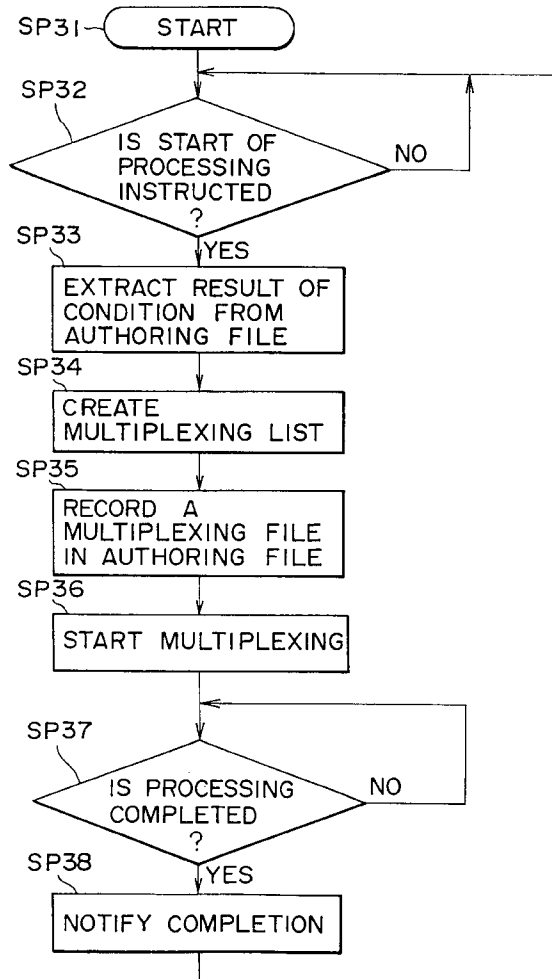 SP31
START
SP32
IS START OF
PROCESSING
INSTRUCTED
?
NO
YES
SP33
EXTRACT RESULT OF
CONDITION FROM
AUTHORING FILE
SP34
CREATE
MULTIPLEXING LIST
SP35
RECORD A
MULTIPLEXING FILE
IN AUTHORING FILE
SP36
START MULTIPLEXING
SP37
IS PROCESSING
COMPLETED
?
NO
YES
SP38
NOTIFY COMPLETION